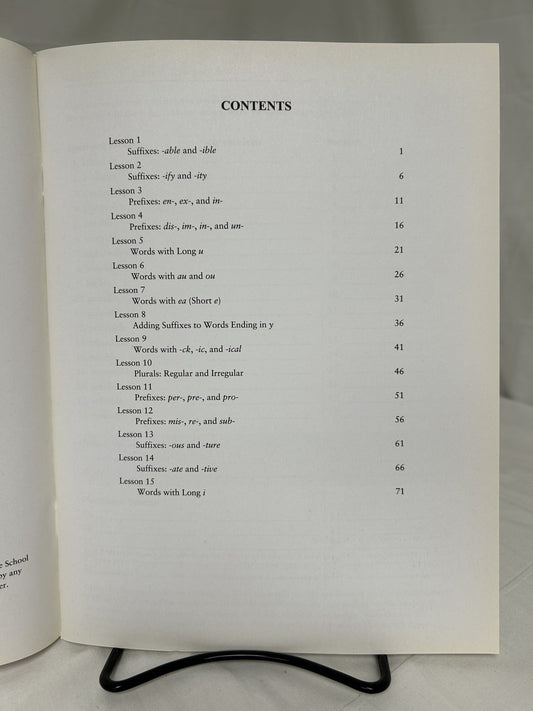 CONTENTS
Lesson 1
Suffixes: -able and -ible 1
Lesson 2
Suffixes: -ify and -ity 6
Lesson 3
Prefixes: en-, ex-, and in- 11
Lesson 4
Prefixes: dis-, im-, in-, and un- 16
Lesson 5
Words with Long u 21
Lesson 6
Words with au and ou 26
Lesson 7
Words with ea (Short e) 31
Lesson 8
Adding Suffixes to Words Ending in y 36
Lesson 9
Words with -ck, -ic, and -ical 41
Lesson 10
Plurals: Regular and Irregular 46
Lesson 11
Prefixes: per-, pre-, and pro- 51
Lesson 12
Prefixes: mis-, re-, and sub- 56
Lesson 13
Suffixes: -ous and -ture 61
Lesson 14
Suffixes: -ate and -tive 66
Lesson 15
Words with Long i 71
School
any